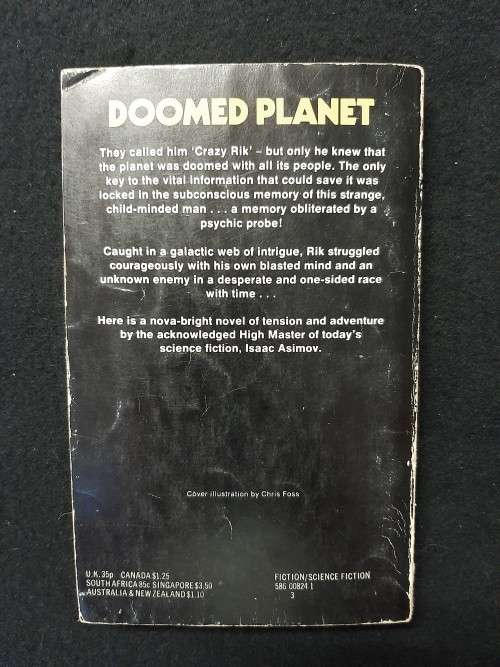 DOOMED PLANET
They called him 'Crazy Rik' – but only he knew that
the planet was doomed with all its people. The only
key to the vital information that could save it was
locked in the subconscious memory of this strange,
child-minded man . . . a memory obliterated by a
psychic probe!
Caught in a galactic web of intrigue, Rik struggled
courageously with his own blasted mind and an
unknown enemy in a desperate and one-sided race
with time . . .
Here is a nova-bright novel of tension and adventure
by the acknowledged High Master of today's
science fiction, Isaac Asimov.
Cover illustration by Chris Foss
U.K. 35p CANADA $1.25
SOUTH AFRICA 85c SINGAPORE $3.50
AUSTRALIA & NEW ZEALAND $1.10
FICTION/SCIENCE FICTION
586 00824 1
3